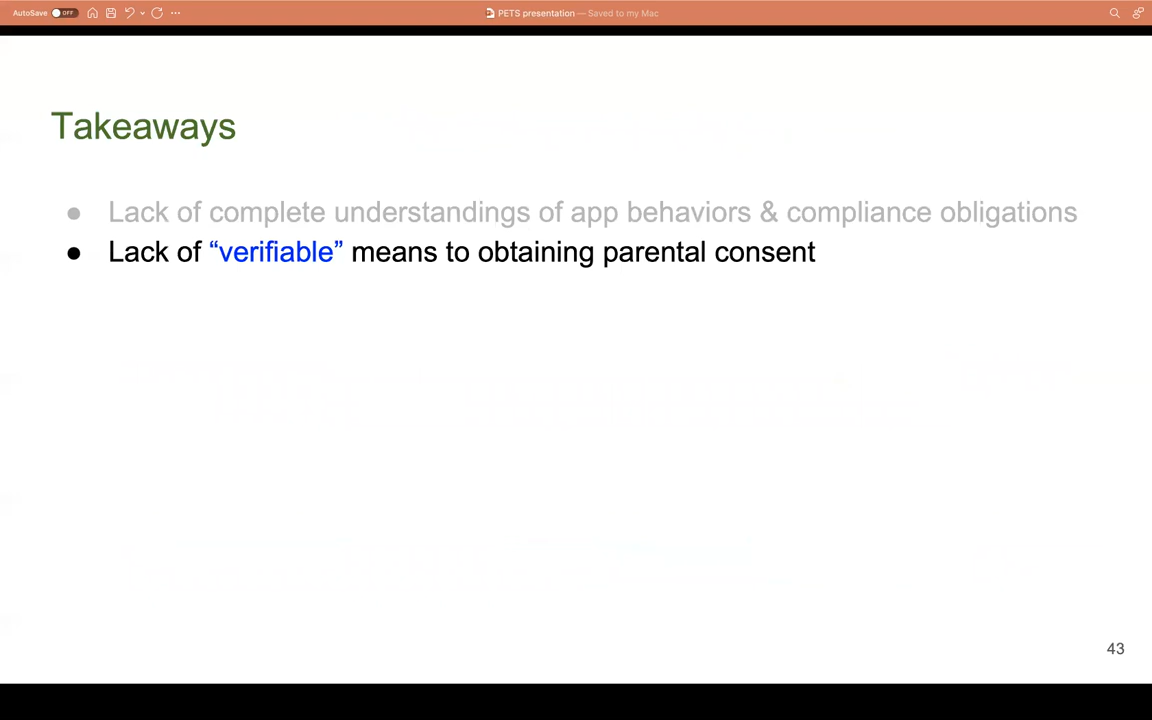 AutoSave OFF
PETS presentation — Saved to my Mac
Takeaways
● Lack of complete understandings of app behaviors & compliance obligations
● Lack of “verifiable” means to obtaining parental consent
43